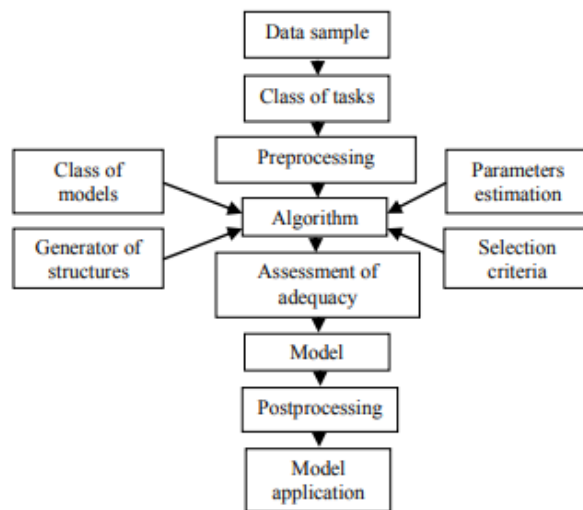 Data sample
Class of tasks
Preprocessing
Class of
models
Parameters
estimation
Algorithm
Generator of
structures
Selection
criteria
Assessment of
adequacy
Model
Postprocessing
Model
application